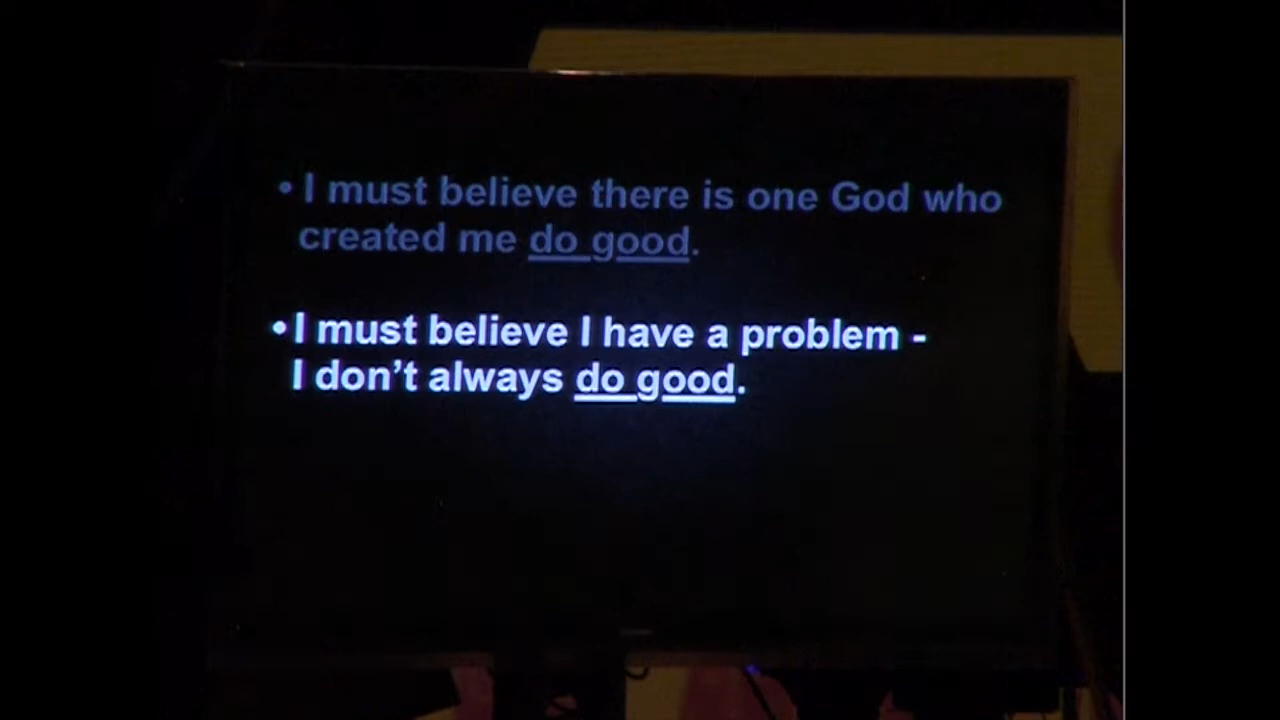 • I must believe there is one God who
created me do good.
• I must believe I have a problem -
I don’t always do good.